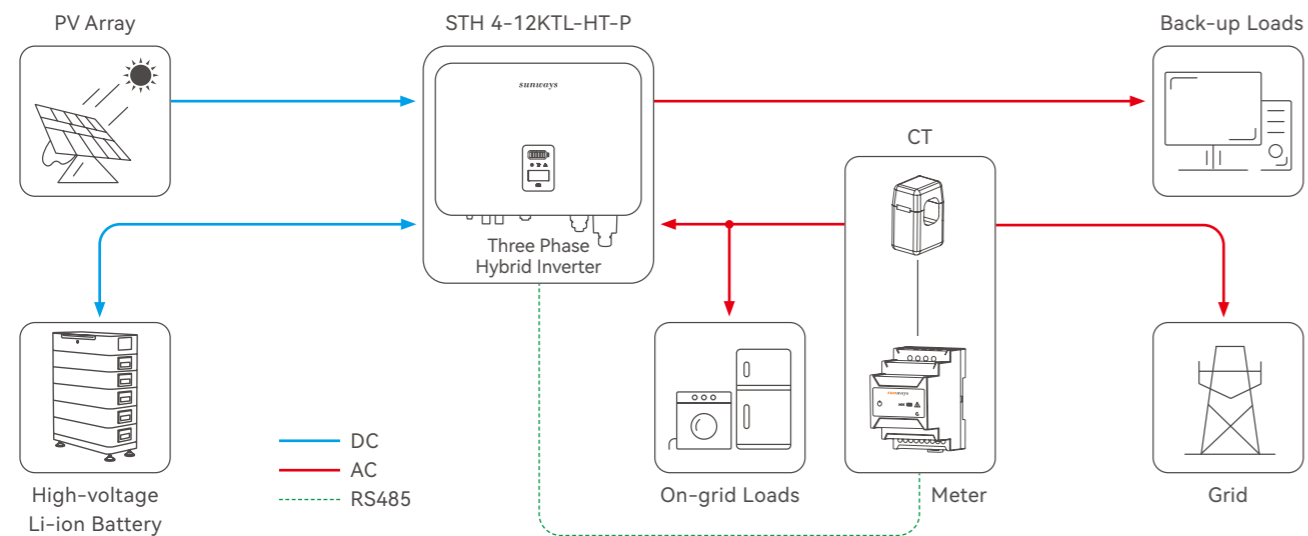 PV Array
STH 4-12KTL-HT-P
Back-up Loads
sunways
CT
Three Phase
Hybrid Inverter
sunways
DC
AC
RS485
High-voltage
Li-ion Battery
On-grid Loads
Meter
Grid